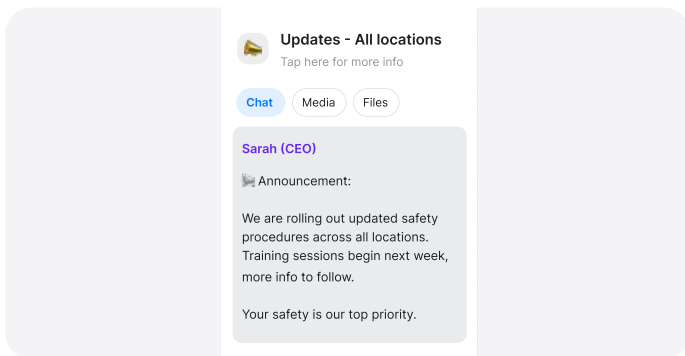 Updates - All locations
Tap here for more info
Chat
Media
Files
Sarah (CEO)
Announcement:
We are rolling out updated safety
procedures across all locations.
Training sessions begin next week,
more info to follow.
Your safety is our top priority.